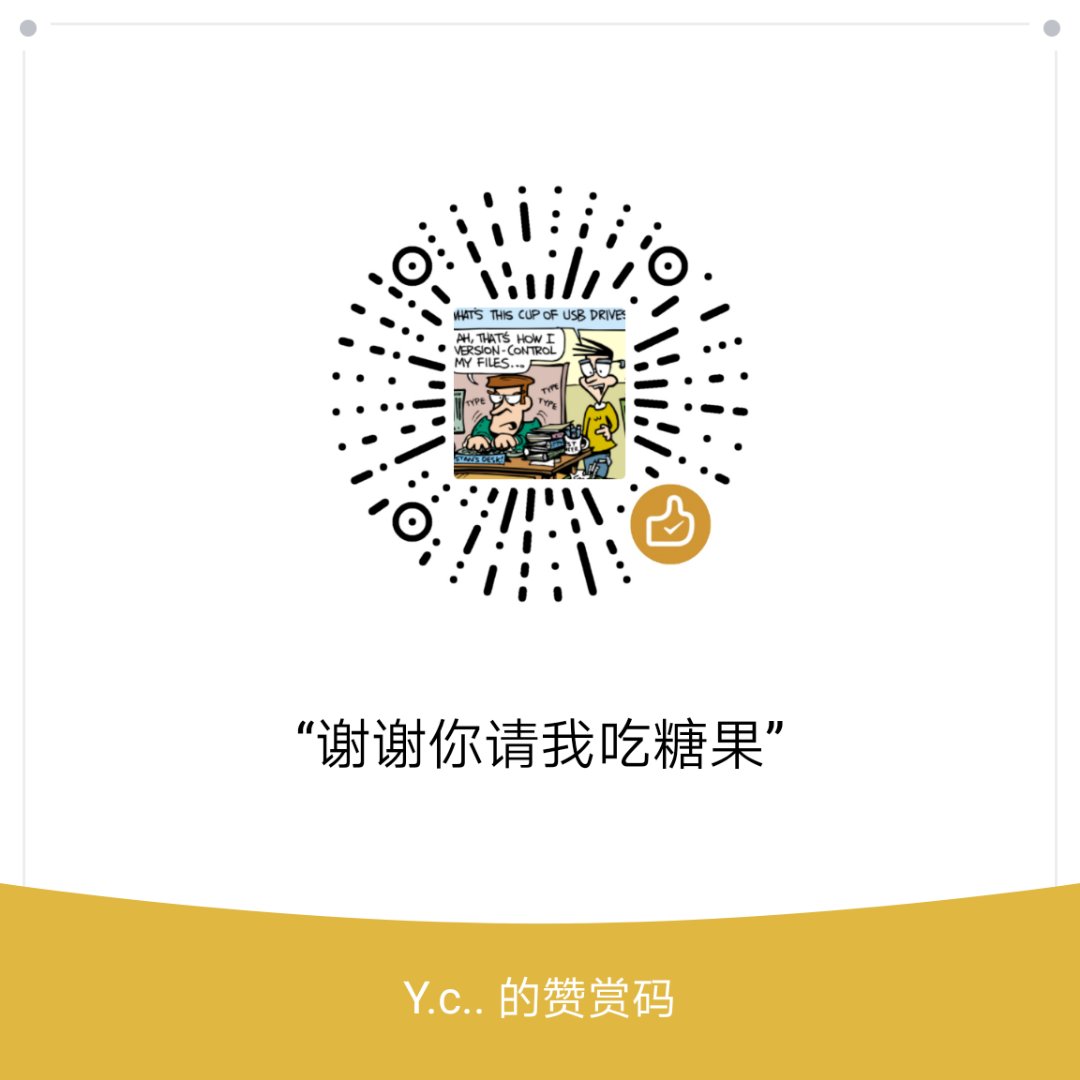 WHAT'S THIS CUP OF USB DRIVES
AH, THAT'S HOW I
VERSION-CONTROL
MY FILES...
TYPE
TYPE
TYPE
STAN'S DESK!
“谢谢你请我吃糖果”
Y.c.. 的赞赏码